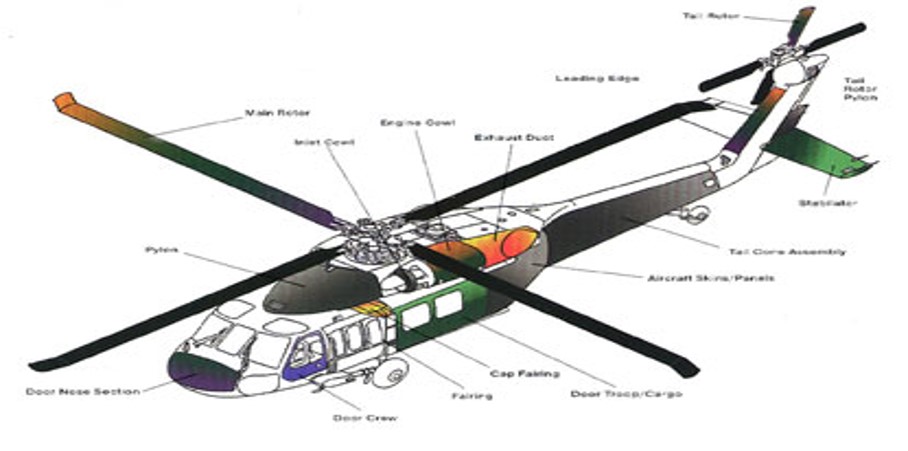 Tail Rotor
Leading Edge
Tail
Rotor
Pylon
Main Rotor
Engine Cowl
Inlet Cowl
Exhaust Duct
Stabilator
Pylon
Tail Cone Assembly
Aircraft Skins/Panels
Cap Fairing
Door Nose Section
Fairing
Door Troop/Cargo
Door Crew